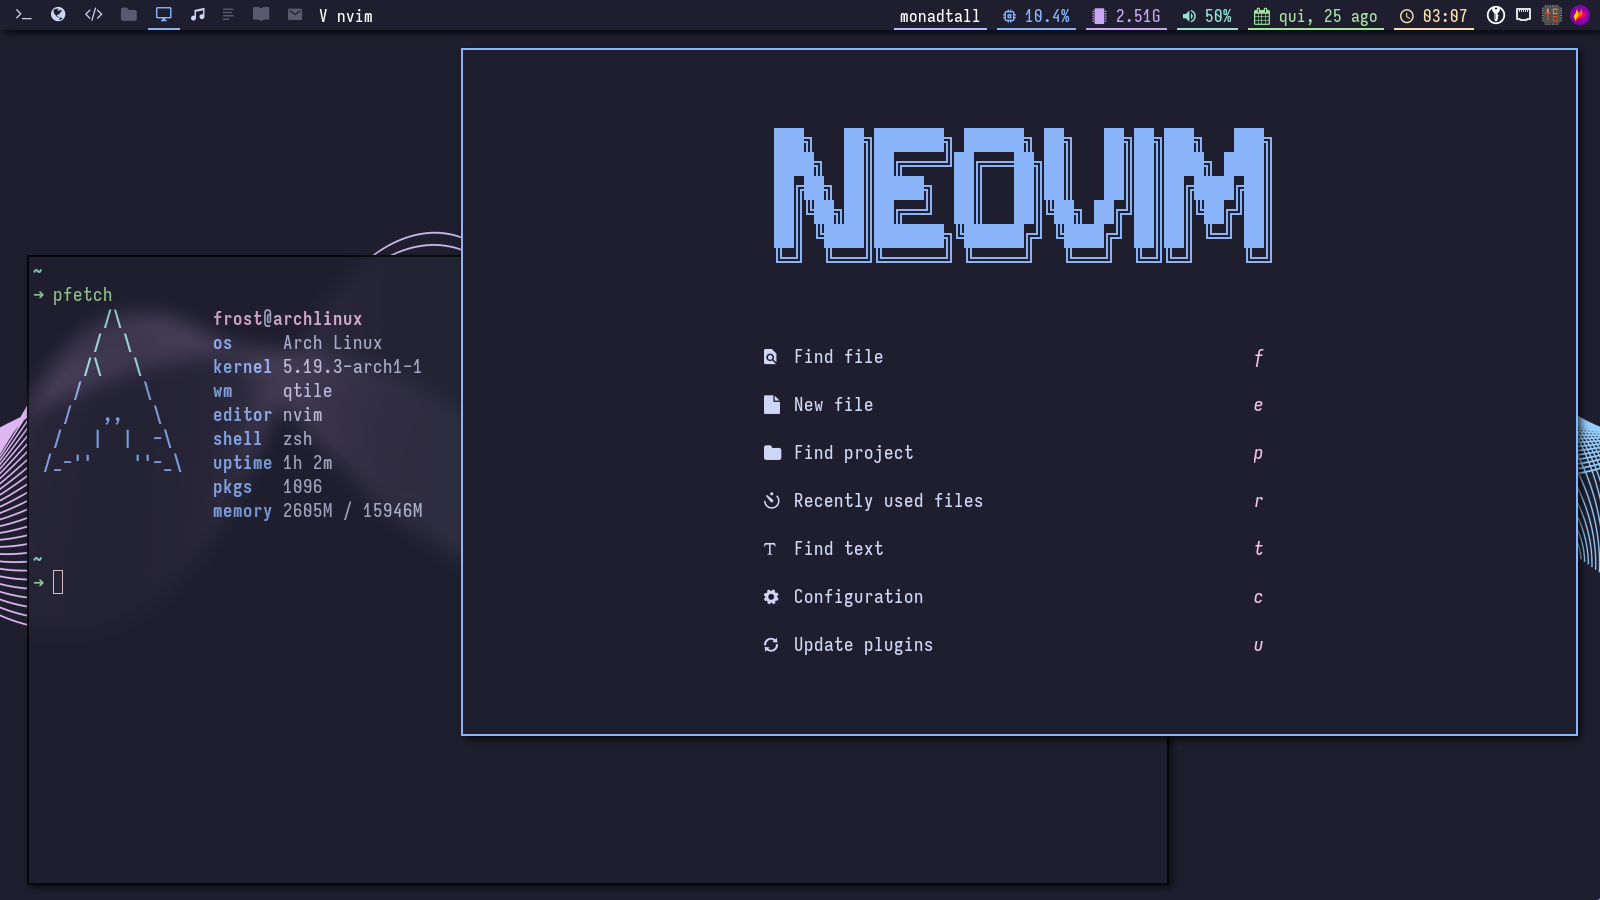 V nvim
monadtall
10.4%
2.51G
50%
qui, 25 ago
03:07
~
→ pfetch
frost@archlinux
os Arch Linux
kernel 5.19.3-arch1-1
wm qtile
editor nvim
shell zsh
uptime 1h 2m
pkgs 1096
memory 2605M / 15946M
~
→
NEOVIM
Find file f
New file e
Find project p
Recently used files r
Find text t
Configuration c
Update plugins u